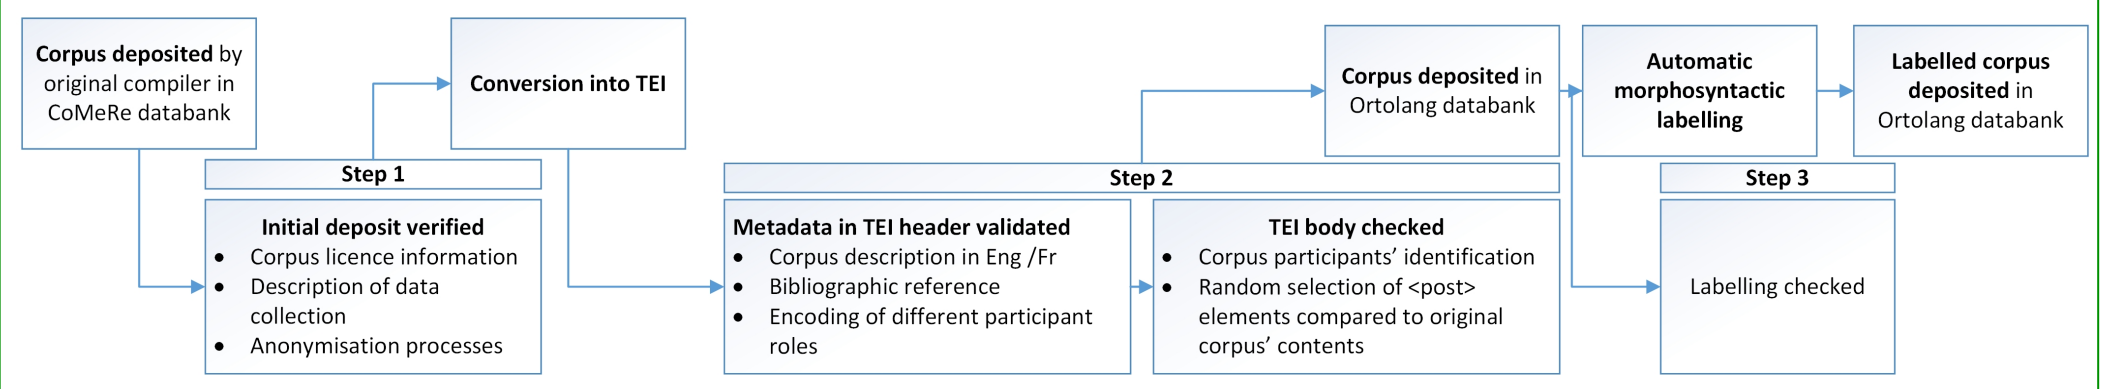 Corpus deposited by
original compiler in
CoMeRe databank
Step 1
Initial deposit verified
• Corpus licence information
• Description of data
collection
• Anonymisation processes
Conversion into TEI
Step 2
Metadada in TEI header validated
• Corpus description in Eng /Fr
• Bibliographic reference
• Encoding of different participant
roles
TEI body checked
• Corpus participants’ identification
• Random selection of <post>
elements compared to original
corpus’ contents
Corpus deposited in
Ortolang databank
Automatic
morphosyntactic
labelling
Step 3
Labelling checked
Labelled corpus
deposited in
Ortolang databank